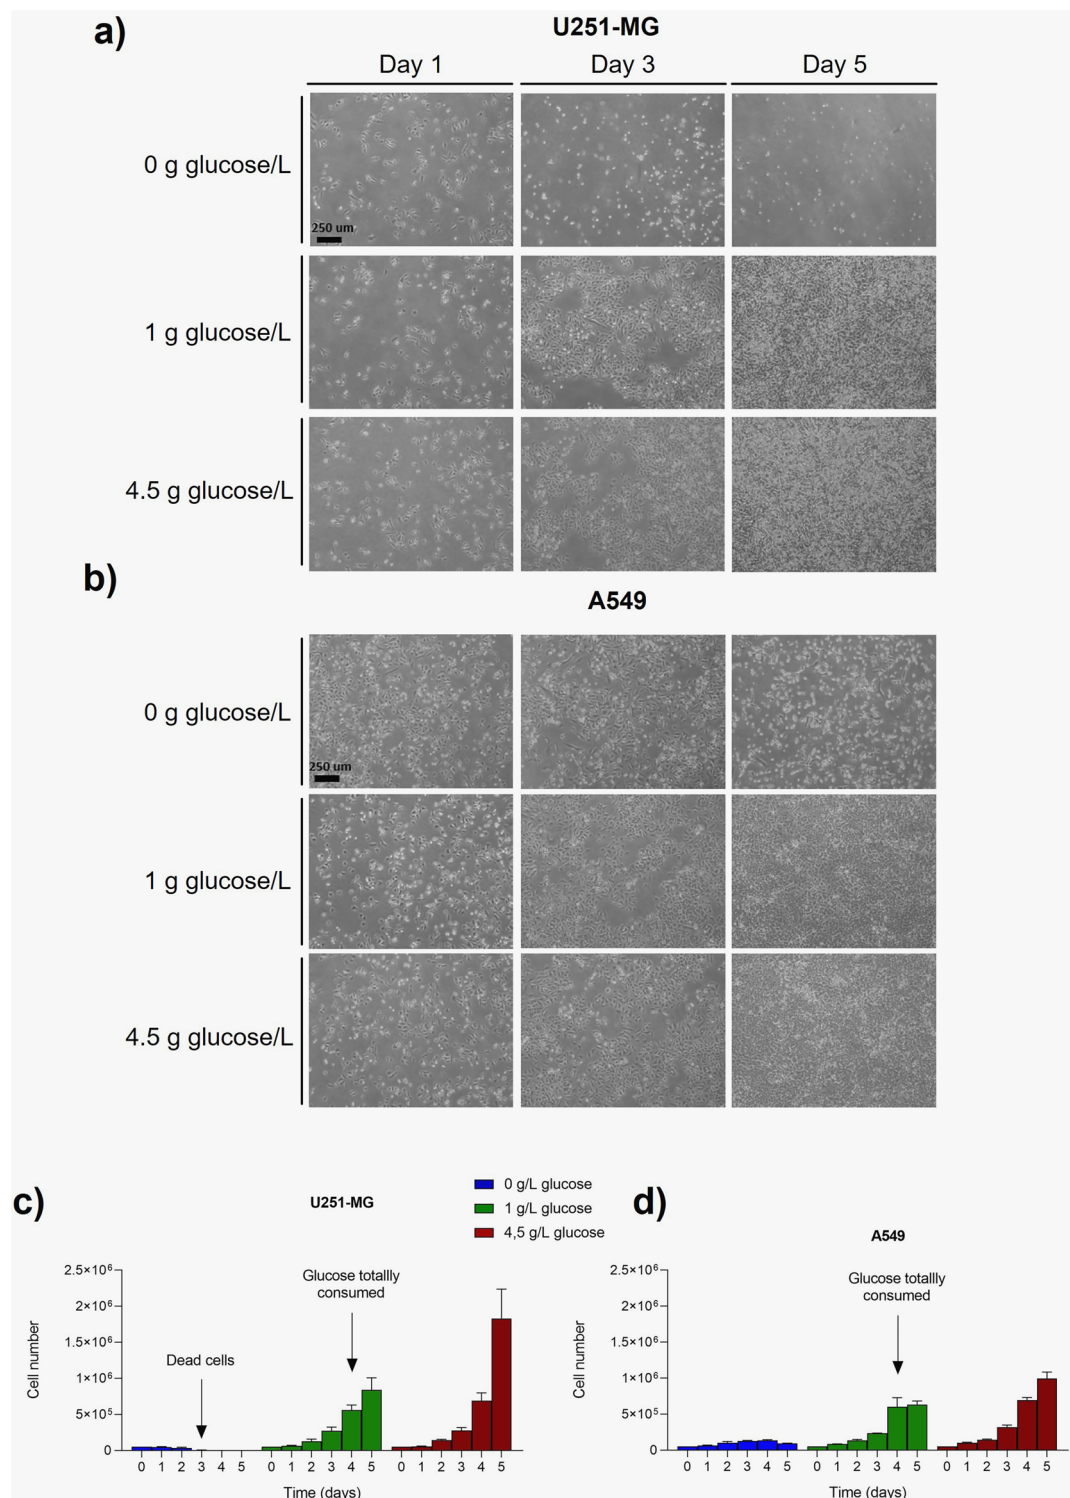 a)
U251-MG
Day 1
Day 3
Day 5
0 g glucose/L
250 um
1 g glucose/L
4.5 g glucose/L
b)
A549
0 g glucose/L
250 um
1 g glucose/L
4.5 g glucose/L
c)
U251-MG
0 g/L glucose
1 g/L glucose
4,5 g/L glucose
Cell number
2.5×10⁶
2×10⁶
1.5×10⁶
1×10⁶
5×10⁵
0
Dead cells
Glucose totallly
consumed
0 1 2 3 4 5 0 1 2 3 4 5 0 1 2 3 4 5
Time (days)
d)
A549
Cell number
2.5×10⁶
2×10⁶
1.5×10⁶
1×10⁶
5×10⁵
0
Glucose totallly
consumed
0 1 2 3 4 5 0 1 2 3 4 5 0 1 2 3 4 5
Time (days)